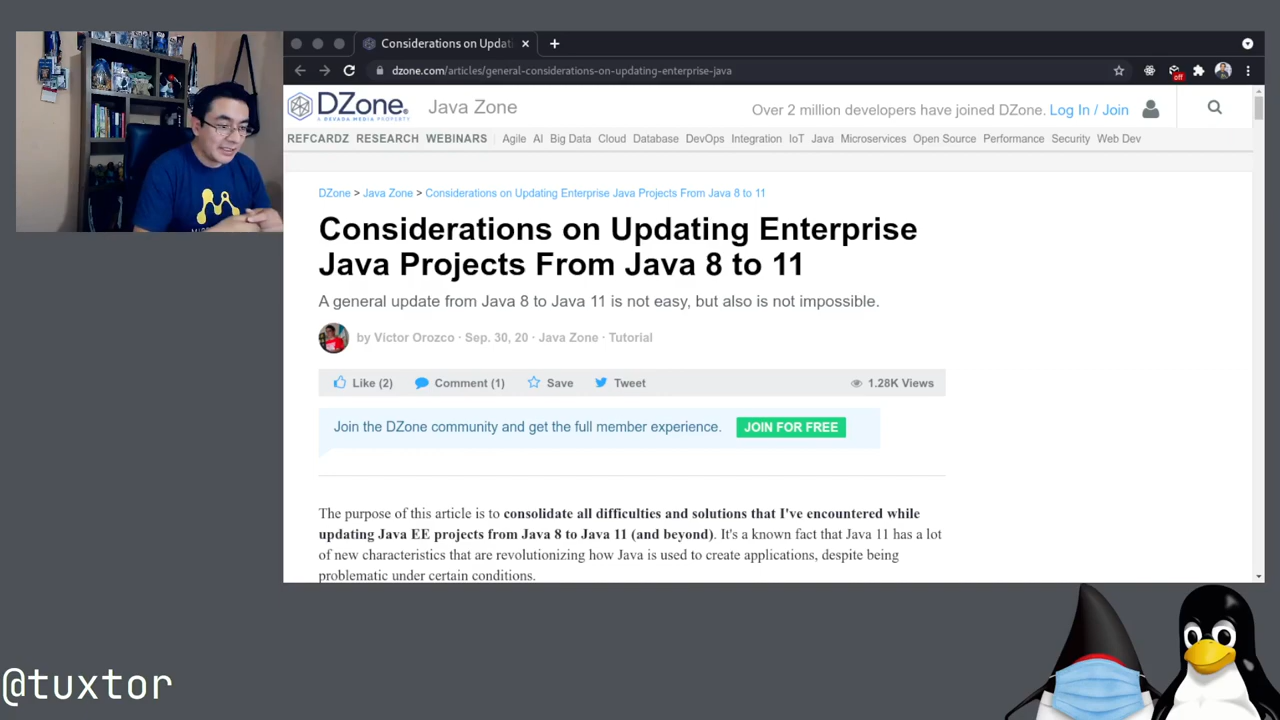 Considerations on Updati
dzone.com/articles/general-considerations-on-updating-enterprise-java
off
DZone
A DEVADA MEDIA PROPERTY
Java Zone
Over 2 million developers have joined DZone. Log In / Join
REFCARDZ RESEARCH WEBINARS Agile AI Big Data Cloud Database DevOps Integration IoT Java Microservices Open Source Performance Security Web Dev
DZone > Java Zone > Considerations on Updating Enterprise Java Projects From Java 8 to 11
Considerations on Updating Enterprise
Java Projects From Java 8 to 11
A general update from Java 8 to Java 11 is not easy, but also is not impossible.
by Víctor Orozco · Sep. 30, 20 · Java Zone · Tutorial
Like (2) Comment (1) Save Tweet 1.28K Views
Join the DZone community and get the full member experience. JOIN FOR FREE
The purpose of this article is to consolidate all difficulties and solutions that I've encountered while
updating Java EE projects from Java 8 to Java 11 (and beyond). It's a known fact that Java 11 has a lot
of new characteristics that are revolutionizing how Java is used to create applications, despite being
problematic under certain conditions.
@tuxtor